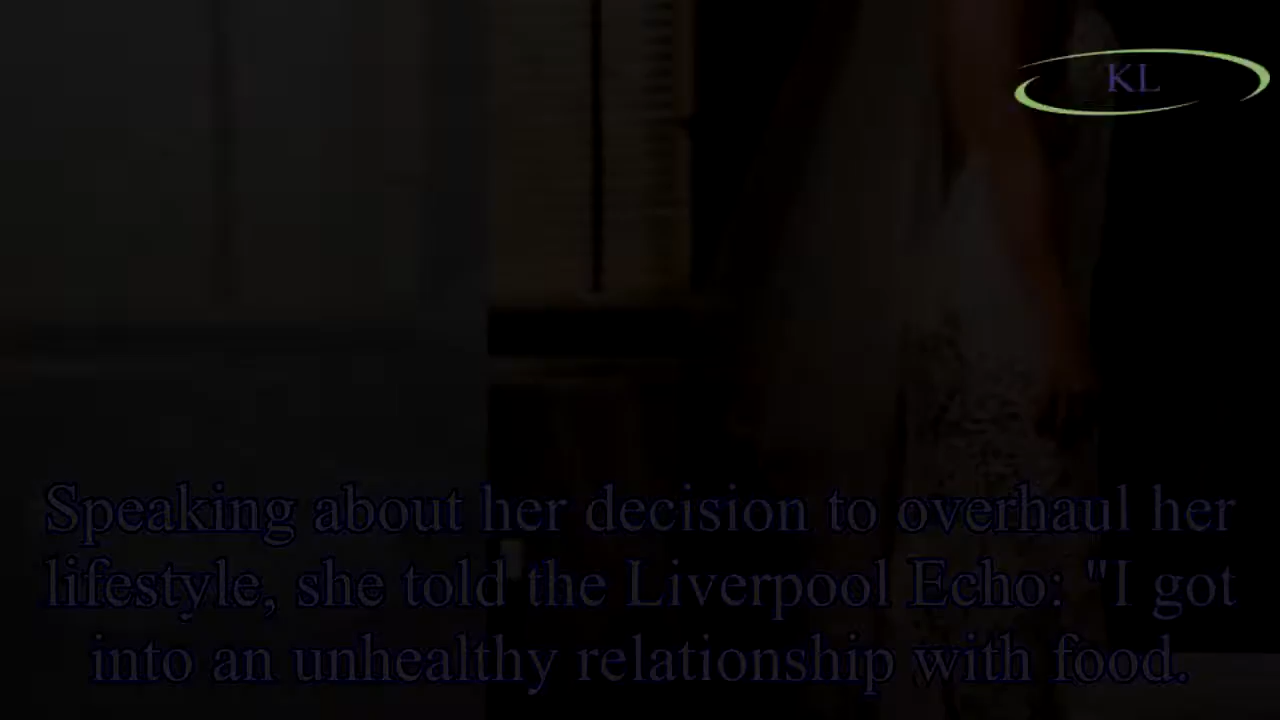 KL
Speaking about her decision to overhaul her
lifestyle, she told the Liverpool Echo: "I got
into an unhealthy relationship with food.